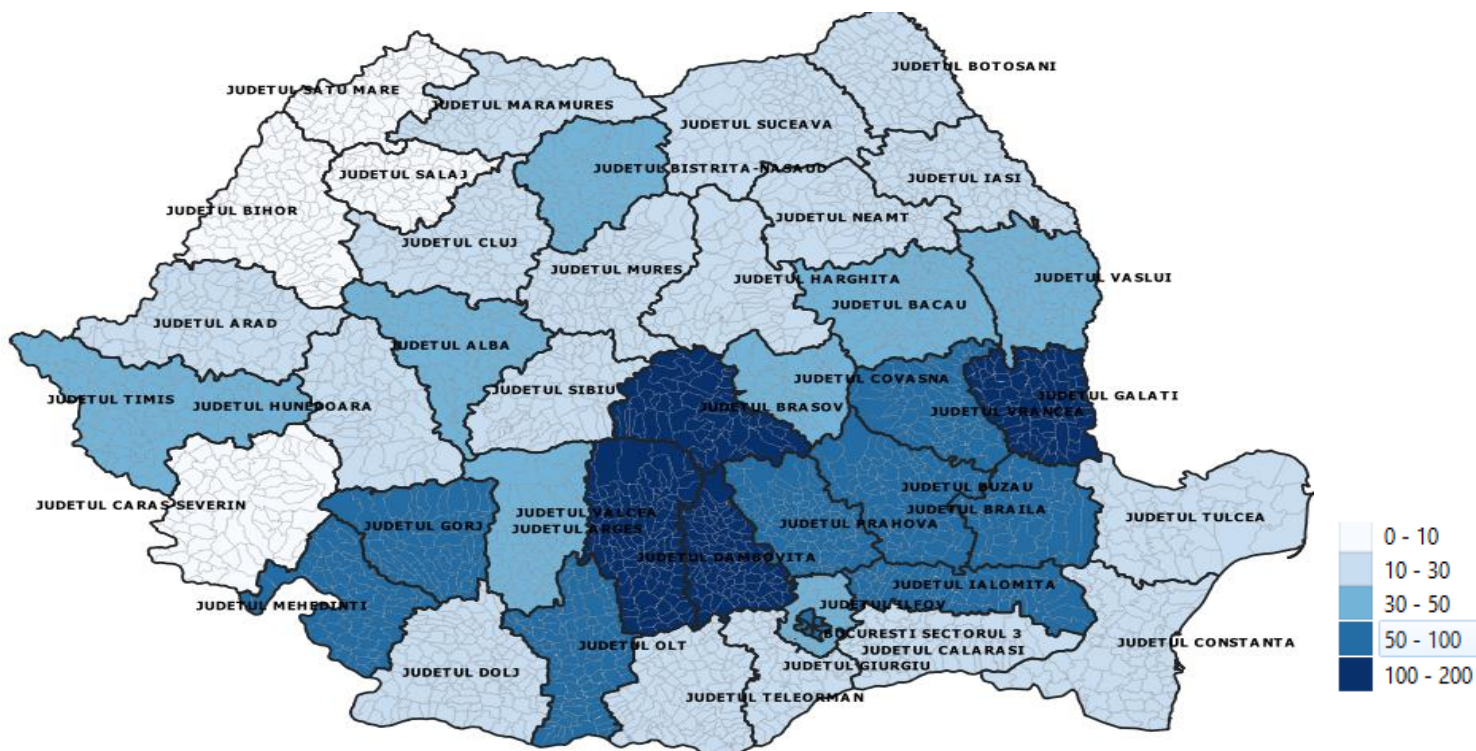 JUDETUL BOTOSANI
JUDETUL SATU MARE
JUDETUL MARAMURES
JUDETUL SUCEAVA
JUDETUL BISTRITA-NASAUD
JUDETUL SALAJ
JUDETUL IASI
JUDETUL BIHOR
JUDETUL NEAMT
JUDETUL CLUJ
JUDETUL MURES
JUDETUL HARGHITA
JUDETUL VASLUI
JUDETUL BACAU
JUDETUL ARAD
JUDETUL ALBA
JUDETUL COVASNA
JUDETUL SIBIU
JUDETUL GALATI
JUDETUL TIMIS
JUDETUL HUNEDOARA
JUDETUL BRASOV
JUDETUL VRANCEA
JUDETUL BUZAU
JUDETUL CARAS SEVERIN
JUDETUL VALCEA
JUDETUL BRAILA
JUDETUL TULCEA
JUDETUL GORJ
JUDETUL ARGES
JUDETUL PRAHOVA
JUDETUL DAMBOVITA
JUDETUL IALOMITA
JUDETUL MEHEDINTI
JUDETUL ILFOV
BUCURESTI SECTORUL 3
JUDETUL OLT
JUDETUL CALARASI
JUDETUL CONSTANTA
JUDETUL GIURGIU
JUDETUL DOLJ
JUDETUL TELEORMAN
0 - 10
10 - 30
30 - 50
50 - 100
100 - 200